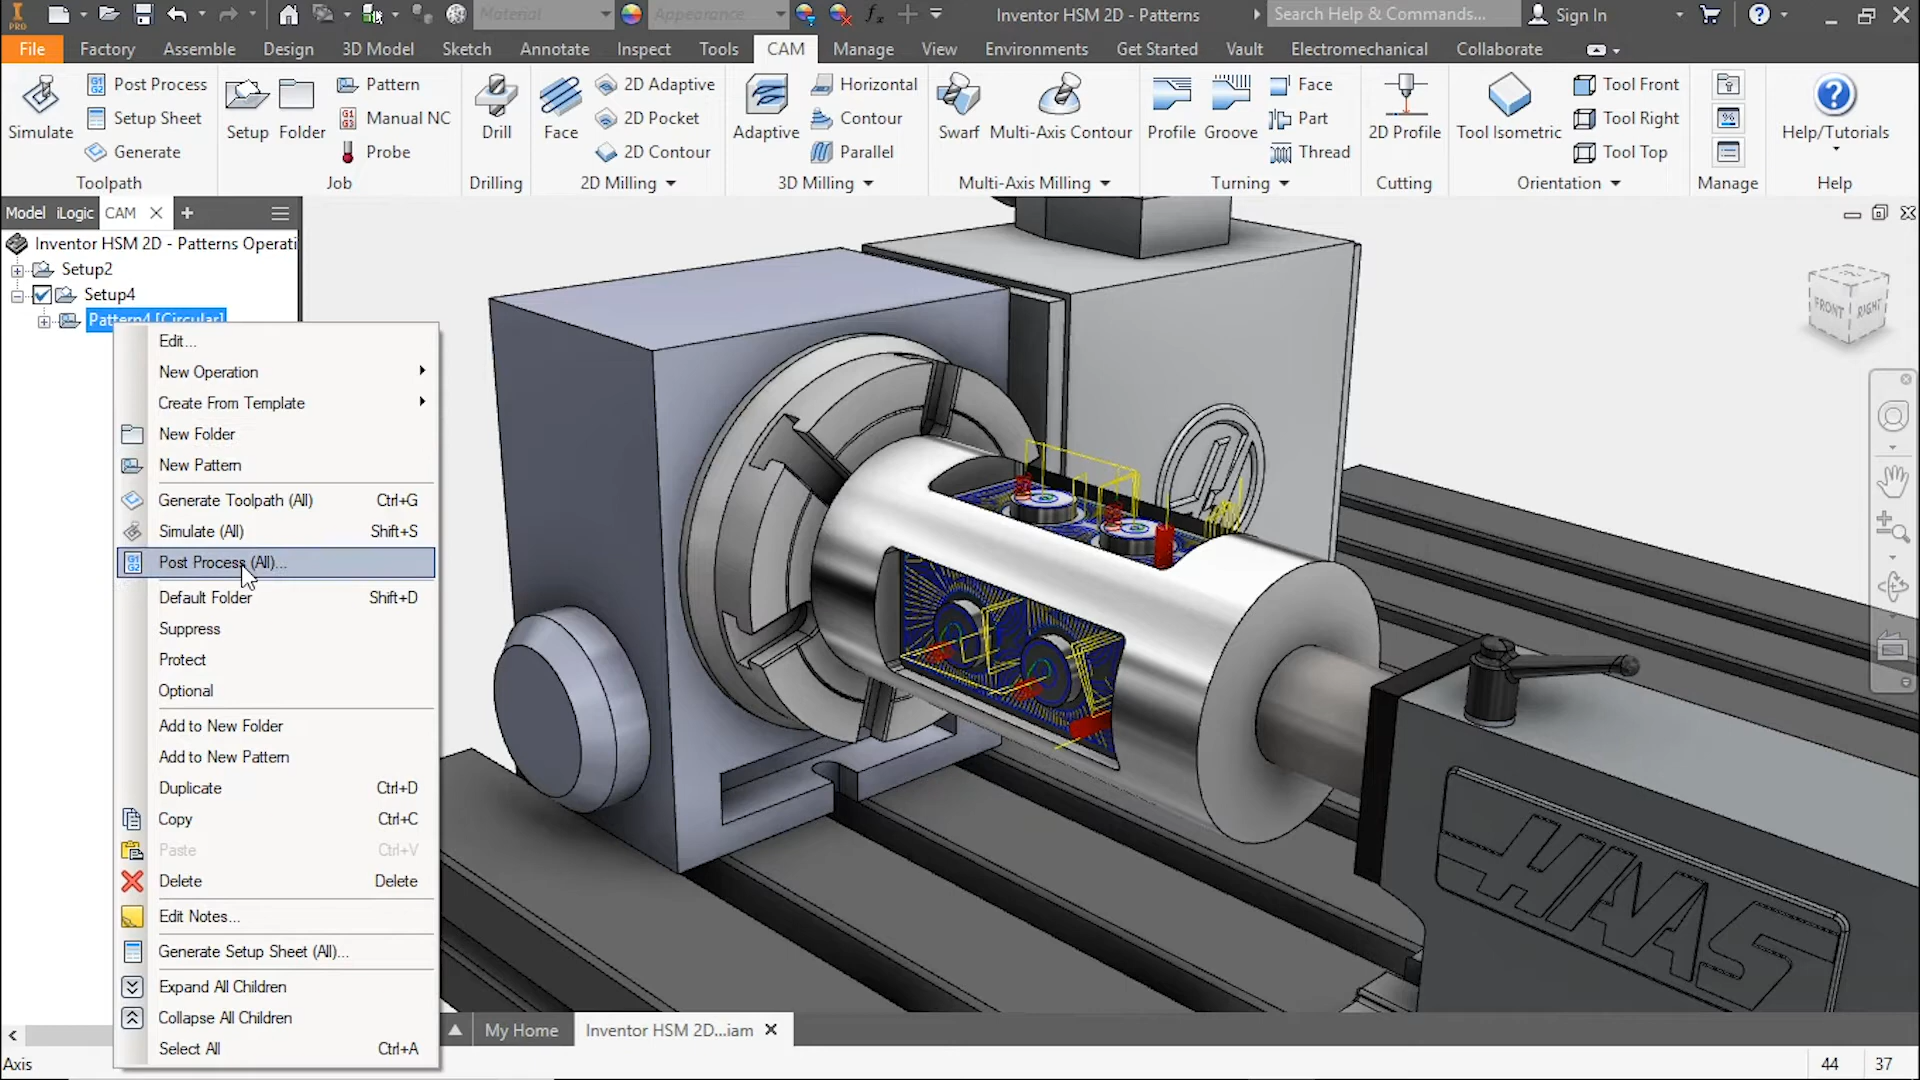 PRO
Material
Appearance
Inventor HSM 2D - Patterns
Search Help & Commands...
Sign In
File
Factory
Assemble
Design
3D Model
Sketch
Annotate
Inspect
Tools
CAM
Manage
View
Environments
Get Started
Vault
Electromechanical
Collaborate
Simulate
G1 G2 Post Process
Setup Sheet
Generate
Toolpath
Setup
Folder
Pattern
Manual NC
Probe
Job
Drill
Drilling
Face
2D Adaptive
2D Pocket
2D Contour
2D Milling
Adaptive
Horizontal
Contour
Parallel
3D Milling
Swarf
Multi-Axis Contour
Multi-Axis Milling
Profile
Groove
Face
Part
Thread
Turning
2D Profile
Cutting
Tool Isometric
Tool Front
Tool Right
Tool Top
Orientation
Manage
Help/Tutorials
Help
Model
iLogic
CAM
Inventor HSM 2D - Patterns Operati
Setup2
Setup4
Pattern4 [Circular]
Edit...
New Operation
Create From Template
New Folder
New Pattern
Generate Toolpath (All) Ctrl+G
Simulate (All) Shift+S
G1 G2 Post Process (All)...
Default Folder Shift+D
Suppress
Protect
Optional
Add to New Folder
Add to New Pattern
Duplicate Ctrl+D
Copy Ctrl+C
Paste Ctrl+V
Delete Delete
Edit Notes...
Generate Setup Sheet (All)...
Expand All Children
Collapse All Children
Select All Ctrl+A
FRONT
RIGHT
HAAS
My Home
Inventor HSM 2D...iam
Axis
44
37